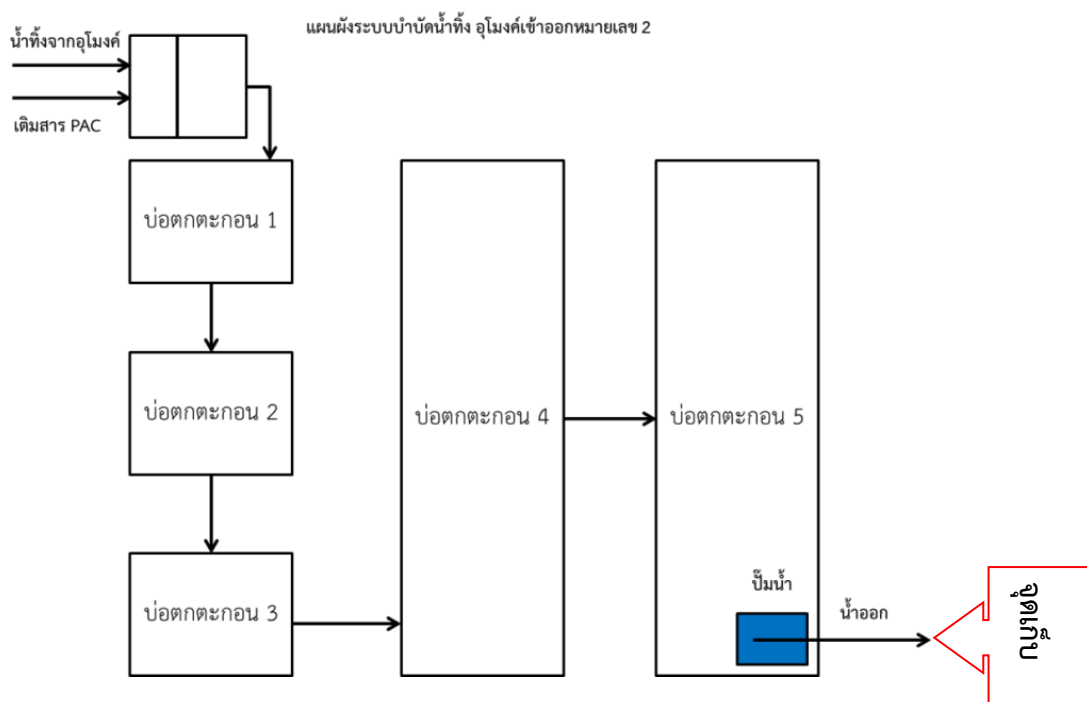 แผนผังระบบบำบัดน้ำทิ้ง อุโมงค์เข้าออกหมายเลข 2
น้ำทิ้งจากอุโมงค์
เติมสาร PAC
บ่อตกตะกอน 1
บ่อตกตะกอน 2
บ่อตกตะกอน 3
บ่อตกตะกอน 4
บ่อตกตะกอน 5
ปั๊มน้ำ
น้ำออก
จุดเก็บ